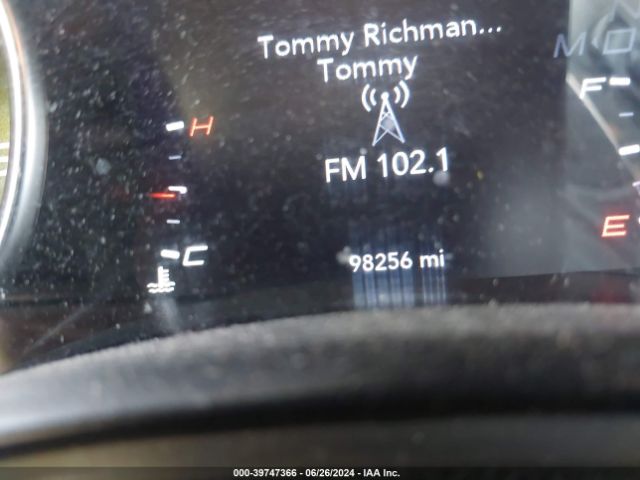 Tommy Richman...
Tommy
M
F
H
FM 102.1
E
C
98256 mi
000-39747366 - 06/26/2024 - IAA Inc.